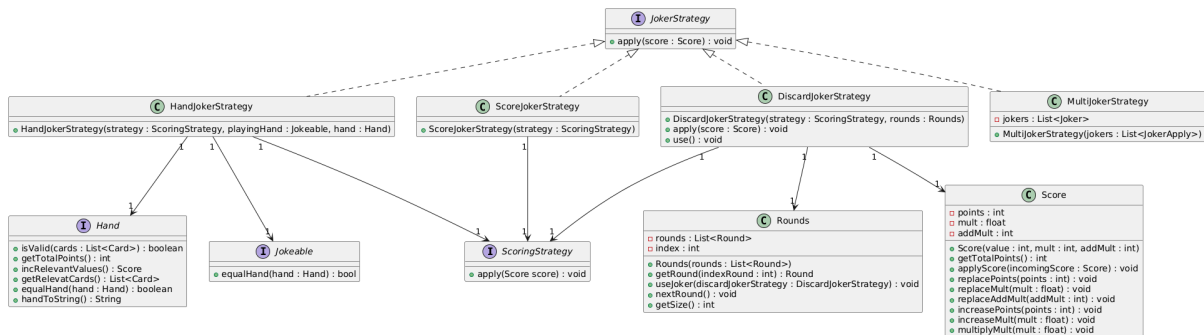 I JokerStrategy
apply(score : Score) : void
C HandJokerStrategy
HandJokerStrategy(strategy : ScoringStrategy, playingHand : Jokeable, hand : Hand)
C ScoreJokerStrategy
ScoreJokerStrategy(strategy : ScoringStrategy)
C DiscardJokerStrategy
DiscardJokerStrategy(strategy : ScoringStrategy, rounds : Rounds)
apply(score : Score) : void
use() : void
C MultiJokerStrategy
jokers : List<Joker>
MultiJokerStrategy(jokers : List<JokerApply>)
1 1 1 1 1 1 1
1 1 1 1 1 1 1
I Hand
isValid(cards : List<Card>) : boolean
getTotalPoints() : int
incRelevantValues() : Score
getRelevatCards() : List<Card>
equalHand(hand : Hand) : boolean
handToString() : String
I Jokeable
equalHand(hand : Hand) : bool
I ScoringStrategy
apply(Score score) : void
C Rounds
rounds : List<Round>
index : int
Rounds(rounds : List<Round>)
getRound(indexRound : int) : Round
useJoker(discardJokerStrategy : DiscardJokerStrategy) : void
nextRound() : void
getSize() : int
C Score
points : int
mult : float
addMult : int
Score(value : int, mult : int, addMult : int)
getTotalPoints() : int
applyScore(incomingScore : Score) : void
replacePoints(points : int) : void
replaceMult(mult : float) : void
replaceAddMult(addMult : int) : void
increasePoints(points : int) : void
increaseMult(mult : float) : void
multiplyMult(mult : float) : void